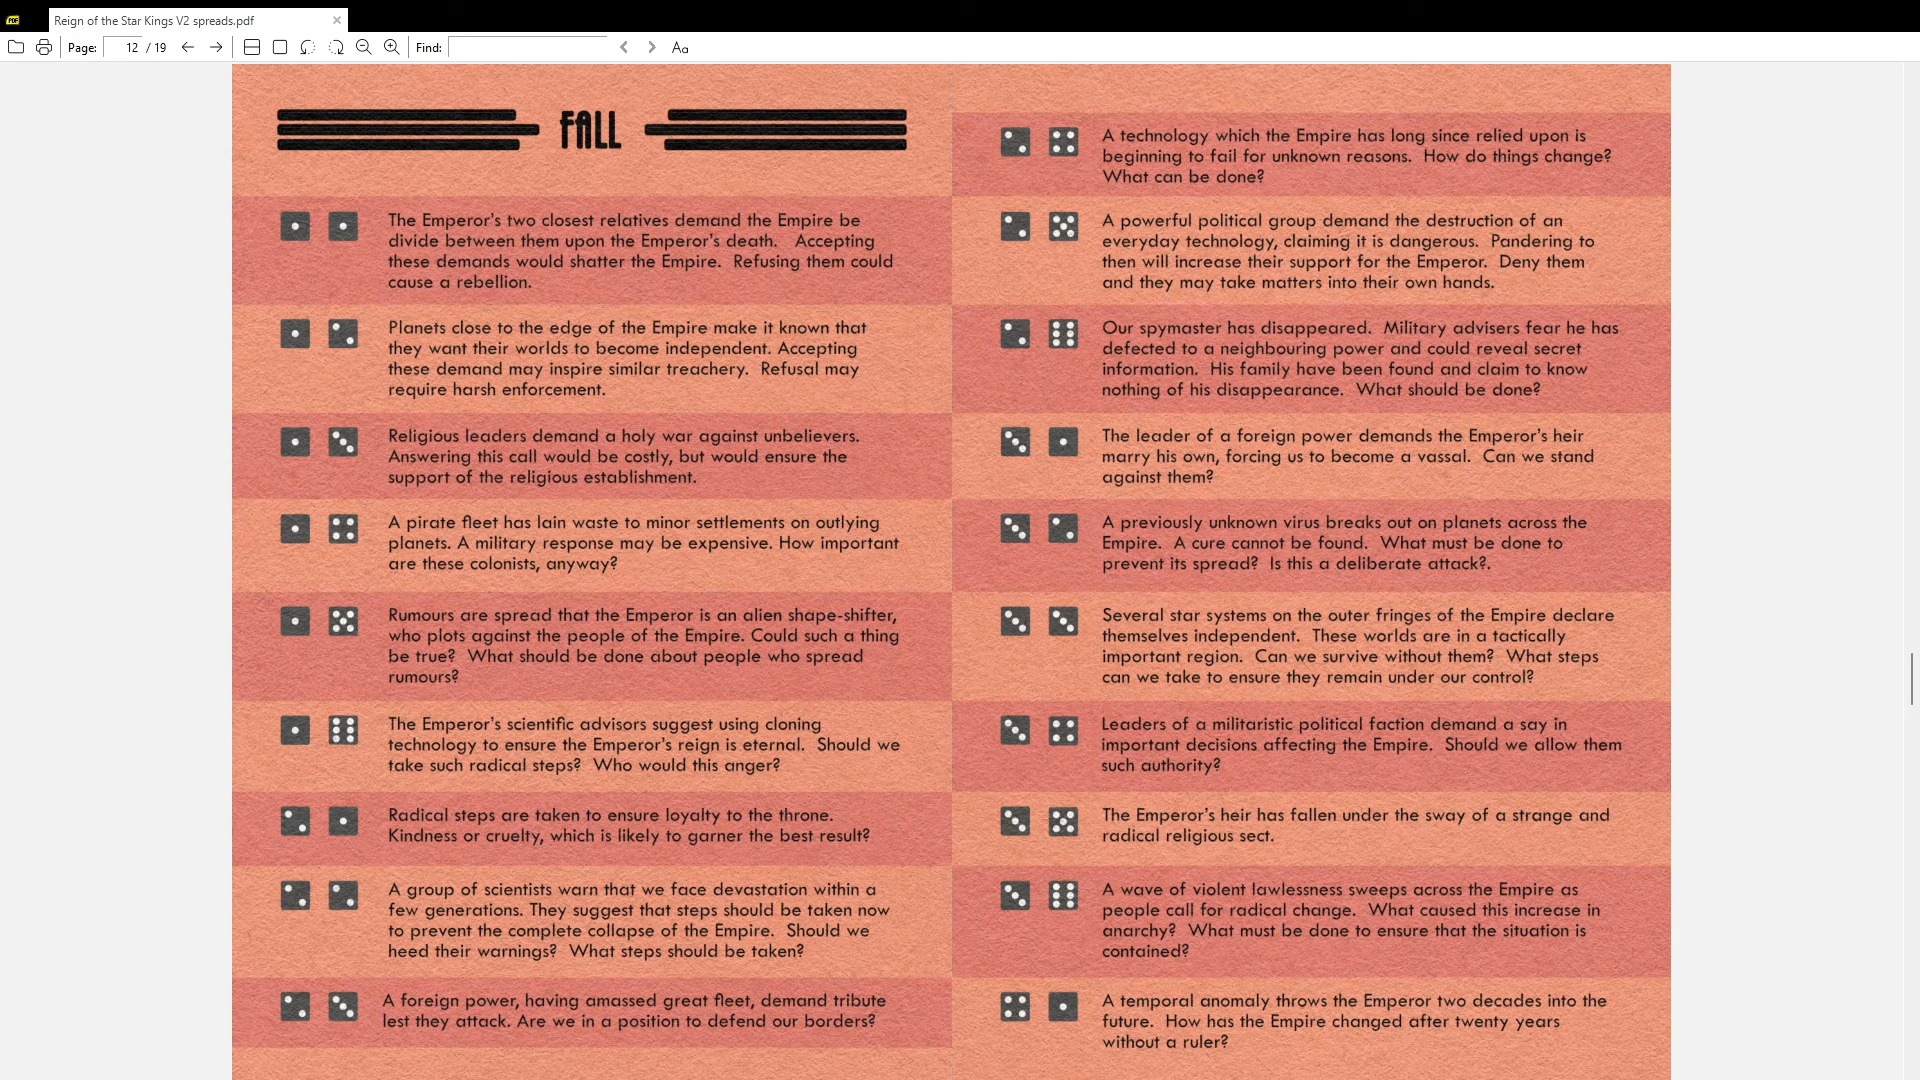 Reign of the Star Kings V2 spreads.pdf
Page: 12 / 19
Find:
Aa
FALL
The Emperor's two closest relatives demand the Empire be
divide between them upon the Emperor's death. Accepting
these demands would shatter the Empire. Refusing them could
cause a rebellion.
Planets close to the edge of the Empire make it known that
they want their worlds to become independent. Accepting
these demand may inspire similar treachery. Refusal may
require harsh enforcement.
Religious leaders demand a holy war against unbelievers.
Answering this call would be costly, but would ensure the
support of the religious establishment.
A pirate fleet has lain waste to minor settlements on outlying
planets. A military response may be expensive. How important
are these colonists, anyway?
Rumours are spread that the Emperor is an alien shape-shifter,
who plots against the people of the Empire. Could such a thing
be true? What should be done about people who spread
rumours?
The Emperor's scientific advisors suggest using cloning
technology to ensure the Emperor's reign is eternal. Should we
take such radical steps? Who would this anger?
Radical steps are taken to ensure loyalty to the throne.
Kindness or cruelty, which is likely to garner the best result?
A group of scientists warn that we face devastation within a
few generations. They suggest that steps should be taken now
to prevent the complete collapse of the Empire. Should we
heed their warnings? What steps should be taken?
A foreign power, having amassed great fleet, demand tribute
lest they attack. Are we in a position to defend our borders?
A technology which the Empire has long since relied upon is
beginning to fail for unknown reasons. How do things change?
What can be done?
A powerful political group demand the destruction of an
everyday technology, claiming it is dangerous. Pandering to
then will increase their support for the Emperor. Deny them
and they may take matters into their own hands.
Our spymaster has disappeared. Military advisers fear he has
defected to a neighbouring power and could reveal secret
information. His family have been found and claim to know
nothing of his disappearance. What should be done?
The leader of a foreign power demands the Emperor's heir
marry his own, forcing us to become a vassal. Can we stand
against them?
A previously unknown virus breaks out on planets across the
Empire. A cure cannot be found. What must be done to
prevent its spread? Is this a deliberate attack?.
Several star systems on the outer fringes of the Empire declare
themselves independent. These worlds are in a tactically
important region. Can we survive without them? What steps
can we take to ensure they remain under our control?
Leaders of a militaristic political faction demand a say in
important decisions affecting the Empire. Should we allow them
such authority?
The Emperor's heir has fallen under the sway of a strange and
radical religious sect.
A wave of violent lawlessness sweeps across the Empire as
people call for radical change. What caused this increase in
anarchy? What must be done to ensure that the situation is
contained?
A temporal anomaly throws the Emperor two decades into the
future. How has the Empire changed after twenty years
without a ruler?